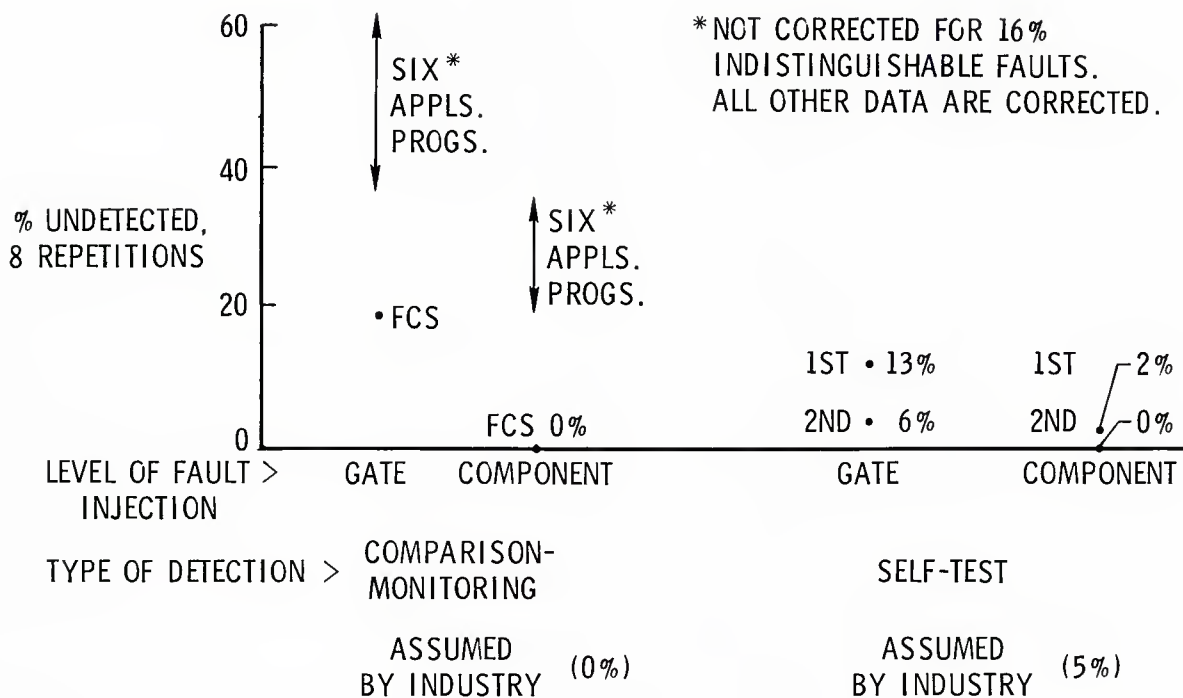 60
SIX*
APPLS.
PROGS.
*NOT CORRECTED FOR 16%
INDISTINGUISHABLE FAULTS.
ALL OTHER DATA ARE CORRECTED.
40
% UNDETECTED,
8 REPETITIONS
SIX*
APPLS.
PROGS.
20
FCS
1ST • 13%
1ST 2%
FCS 0%
2ND • 6%
2ND 0%
0
LEVEL OF FAULT >
INJECTION
GATE COMPONENT GATE COMPONENT
TYPE OF DETECTION >
COMPARISON-
MONITORING
SELF-TEST
ASSUMED
BY INDUSTRY (0%)
ASSUMED
BY INDUSTRY (5%)